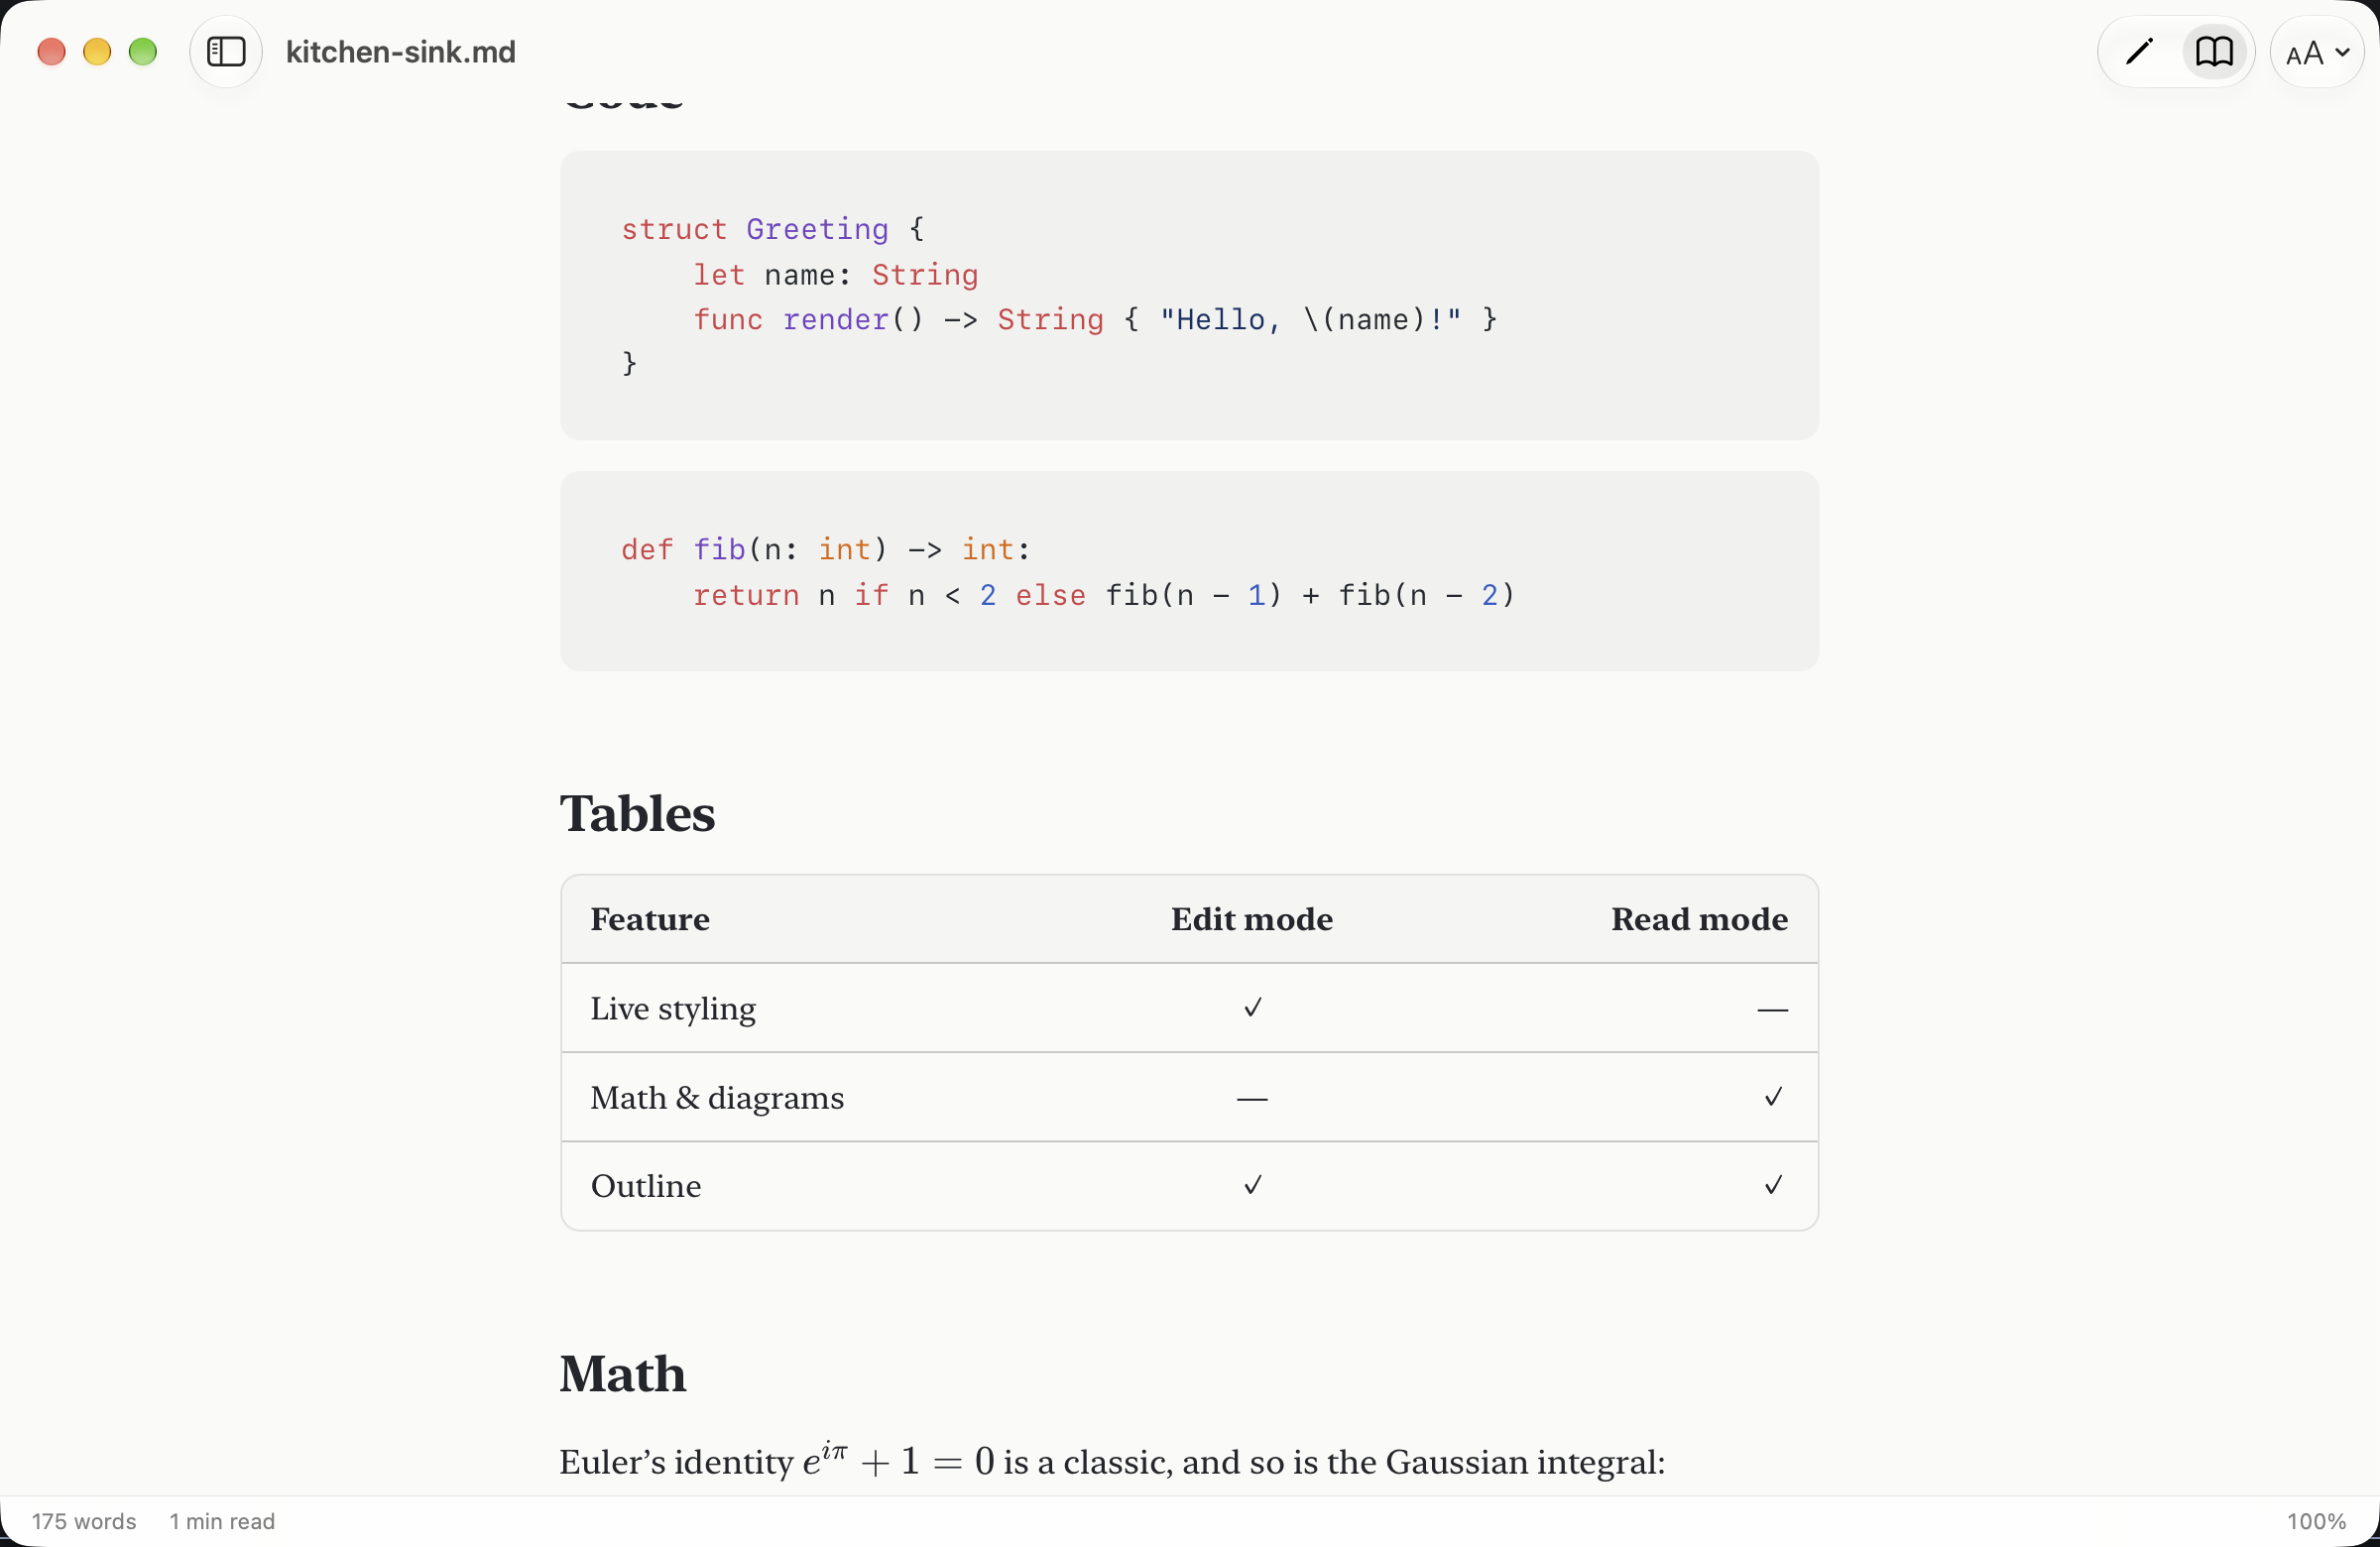 kitchen-sink.md
AA
Code
struct Greeting {
    let name: String
    func render() -> String { "Hello, \(name)!" }
}
def fib(n: int) -> int:
    return n if n < 2 else fib(n - 1) + fib(n - 2)
Tables
Feature Edit mode Read mode
Live styling ✓ —
Math & diagrams — ✓
Outline ✓ ✓
Math
Euler’s identity e^{iπ} + 1 = 0 is a classic, and so is the Gaussian integral:
175 words 1 min read 100%